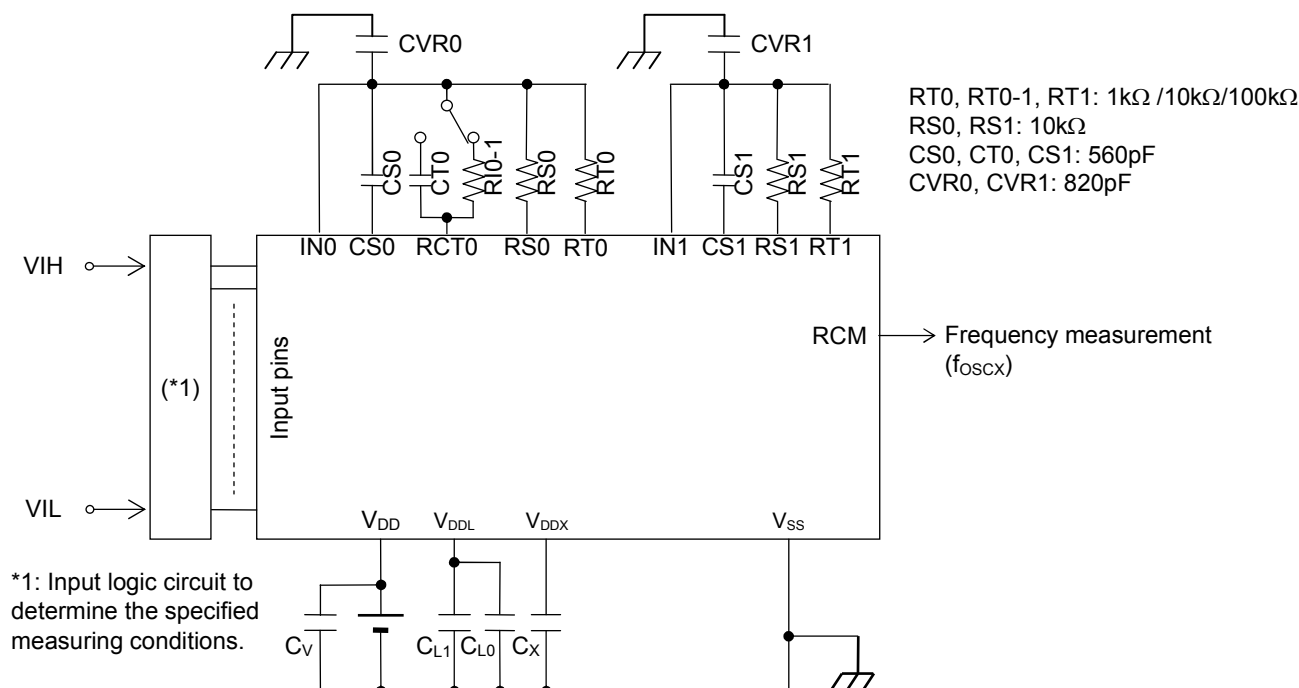 CVR0
CVR1
RT0, RT0-1, RT1: 1kΩ /10kΩ/100kΩ
RS0, RS1: 10kΩ
CS0, CT0, CS1: 560pF
CVR0, CVR1: 820pF
CS0
CT0
RI0-1
RS0
RT0
CS1
RS1
RT1
IN0 CS0 RCT0 RS0 RT0
IN1 CS1 RS1 RT1
VIH
(*1)
Input pins
RCM
Frequency measurement
(fOSCX)
VIL
VDD VDDL VDDX VSS
*1: Input logic circuit to
determine the specified
measuring conditions.
CV
CL1
CL0
CX